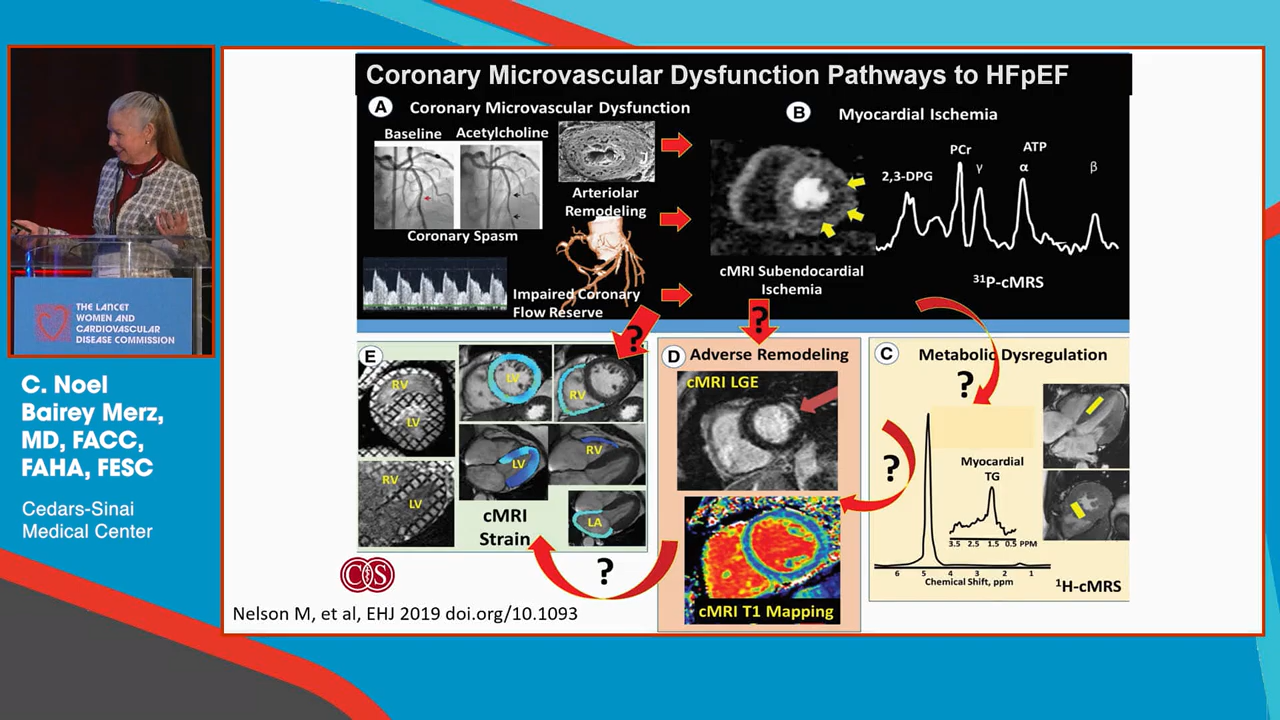 Coronary Microvascular Dysfunction Pathways to HFpEF
A
Coronary Microvascular Dysfunction
Baseline
Acetylcholine
Coronary Spasm
Arteriolar
Remodeling
Impaired Coronary
Flow Reserve
B
Myocardial Ischemia
cMRI Subendocardial
Ischemia
2,3-DPG
PCr
γ
ATP
α
β
31P-cMRS
?
?
?
E
RV
LV
RV
LV
LV
RV
LV
RV
LA
cMRI
Strain
D
Adverse Remodeling
cMRI LGE
cMRI T1 Mapping
C
Metabolic Dysregulation
?
Myocardial
TG
3.5 2.5 1.5 0.5 PPM
6 5 4 3 2 1
Chemical Shift, ppm
1H-cMRS
?
CS
Nelson M, et al, EHJ 2019 doi.org/10.1093
THE LANCET
WOMEN AND
CARDIOVASCULAR
DISEASE COMMISSION
C. Noel
Bairey Merz,
MD, FACC,
FAHA, FESC
Cedars-Sinai
Medical Center